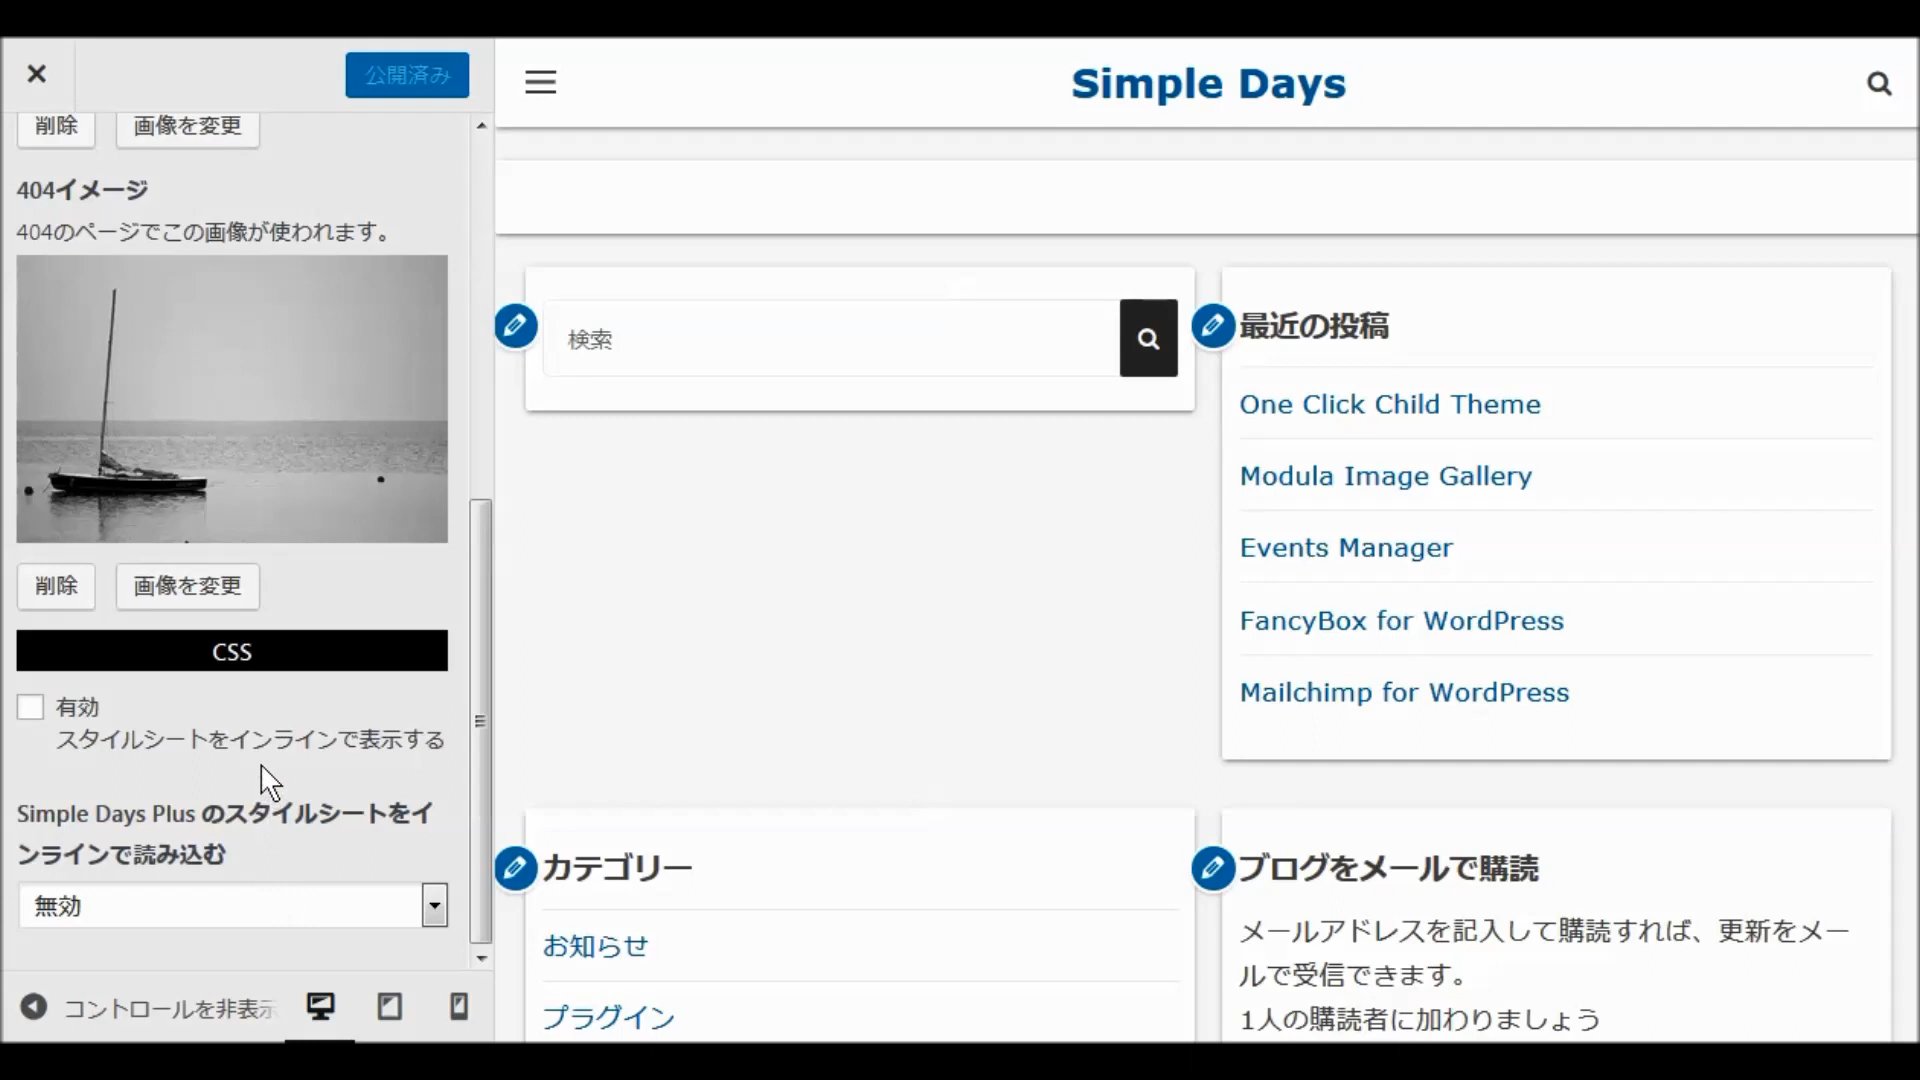 公開済み
削除
画像を変更
404イメージ
404のページでこの画像が使われます。
削除
画像を変更
CSS
有効
スタイルシートをインラインで表示する
Simple Days Plus のスタイルシートをイ
ンラインで読み込む
無効
コントロールを非表示
Simple Days
検索
最近の投稿
One Click Child Theme
Modula Image Gallery
Events Manager
FancyBox for WordPress
Mailchimp for WordPress
カテゴリー
お知らせ
プラグイン
ブログをメールで購読
メールアドレスを記入して購読すれば、更新をメー
ルで受信できます。
1人の購読者に加わりましょう